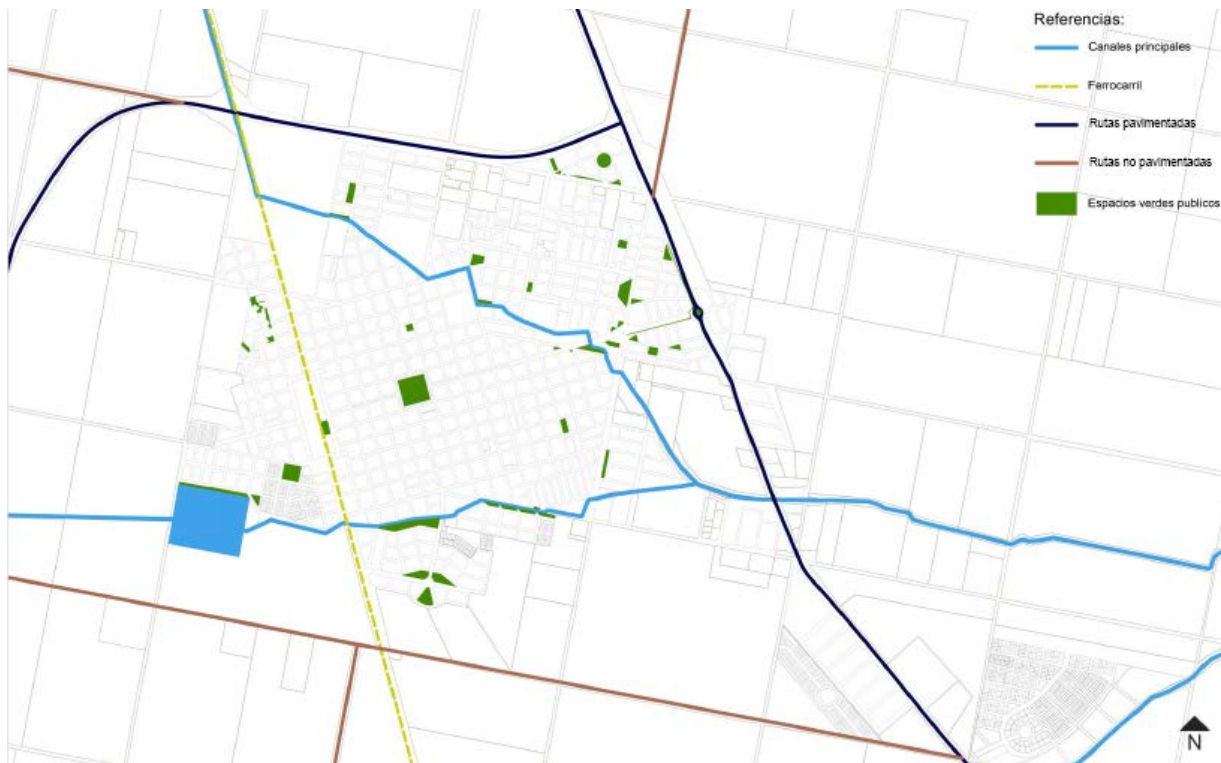 Referencias:
Canales principales
Ferrocarril
Rutas pavimentadas
Rutas no pavimentadas
Espacios verdes publicos
N